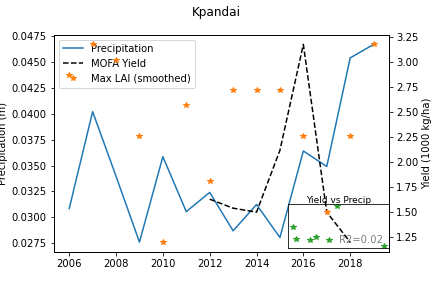 Kpandai
Precipitation
MOFA Yield
Max LAI (smoothed)
0.0475
0.0450
0.0425
0.0400
0.0375
0.0350
0.0325
0.0300
0.0275
Precipitation (m)
3.25
3.00
2.75
2.50
2.25
2.00
1.75
1.50
1.25
Yield (1000 kg/ha)
Yield vs Precip
R2=0.02
2006 2008 2010 2012 2014 2016 2018